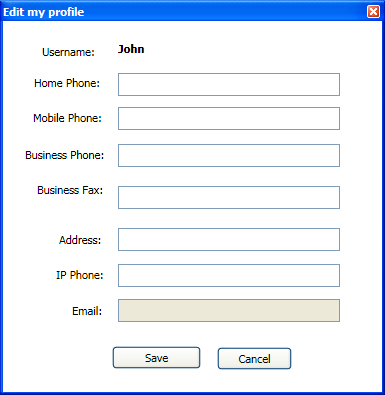 Edit my profile
Username: John
Home Phone:
Mobile Phone:
Business Phone:
Business Fax:
Address:
IP Phone:
Email:
Save Cancel